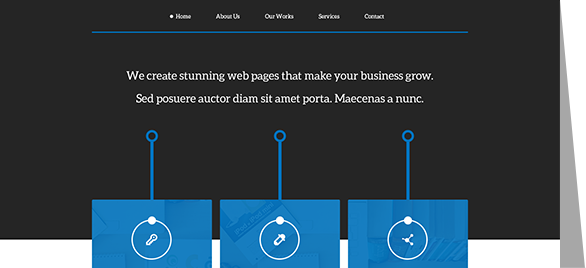 Home About Us Our Works Services Contact
We create stunning web pages that make your business grow.
Sed posuere auctor diam sit amet porta. Maecenas a nunc.